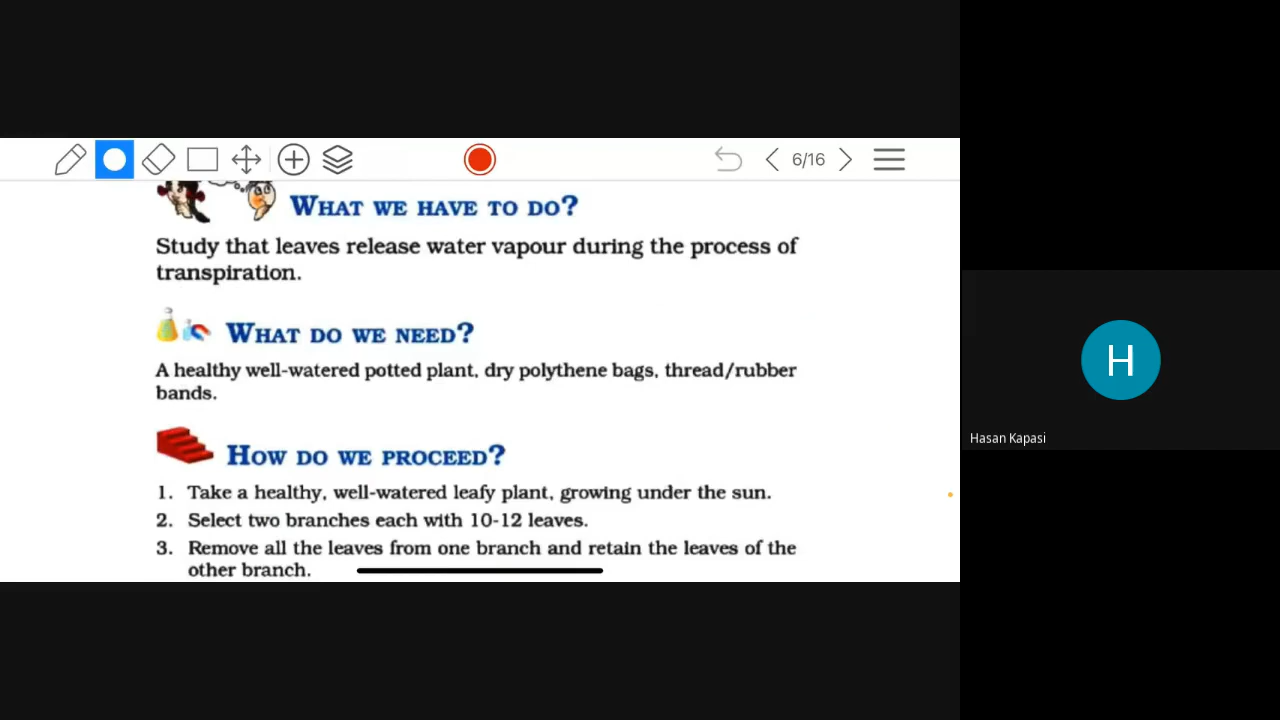 6/16
WHAT WE HAVE TO DO?
Study that leaves release water vapour during the process of
transpiration.
WHAT DO WE NEED?
A healthy well-watered potted plant, dry polythene bags, thread/rubber
bands.
HOW DO WE PROCEED?
1. Take a healthy, well-watered leafy plant, growing under the sun.
2. Select two branches each with 10-12 leaves.
3. Remove all the leaves from one branch and retain the leaves of the
other branch.
H
Hasan Kapasi